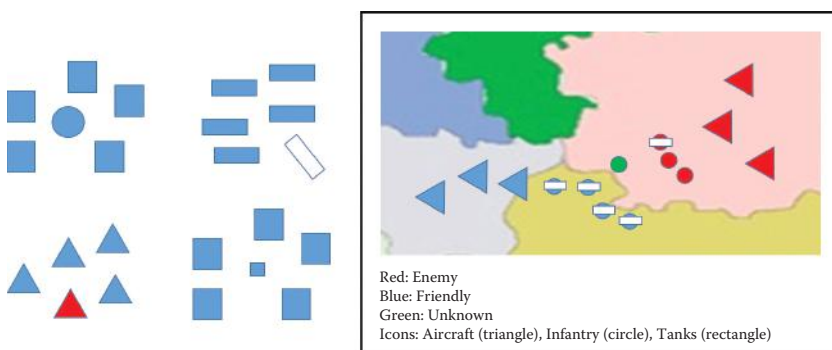 Red: Enemy
Blue: Friendly
Green: Unknown
Icons: Aircraft (triangle), Infantry (circle), Tanks (rectangle)